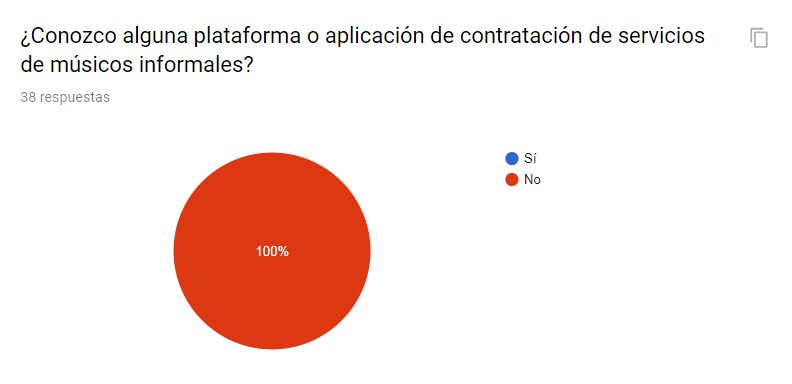 ¿Conozco alguna plataforma o aplicación de contratación de servicios
de músicos informales?
38 respuestas
Sí
No
100%